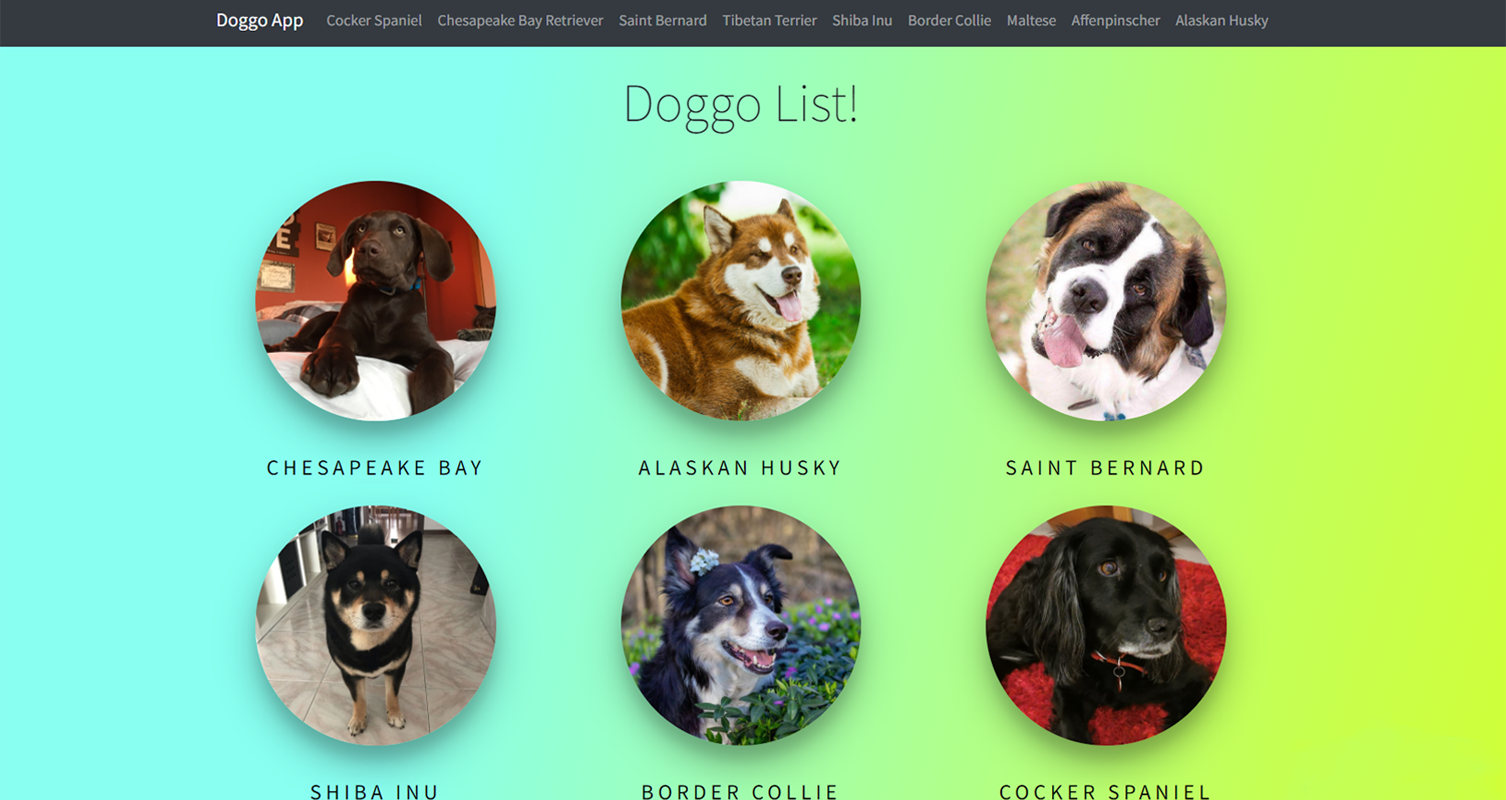 Doggo App Cocker Spaniel Chesapeake Bay Retriever Saint Bernard Tibetan Terrier Shiba Inu Border Collie Maltese Affenpinscher Alaskan Husky
Doggo List!
CHESAPEAKE BAY ALASKAN HUSKY SAINT BERNARD
SHIBA INU BORDER COLLIE COCKER SPANIEL